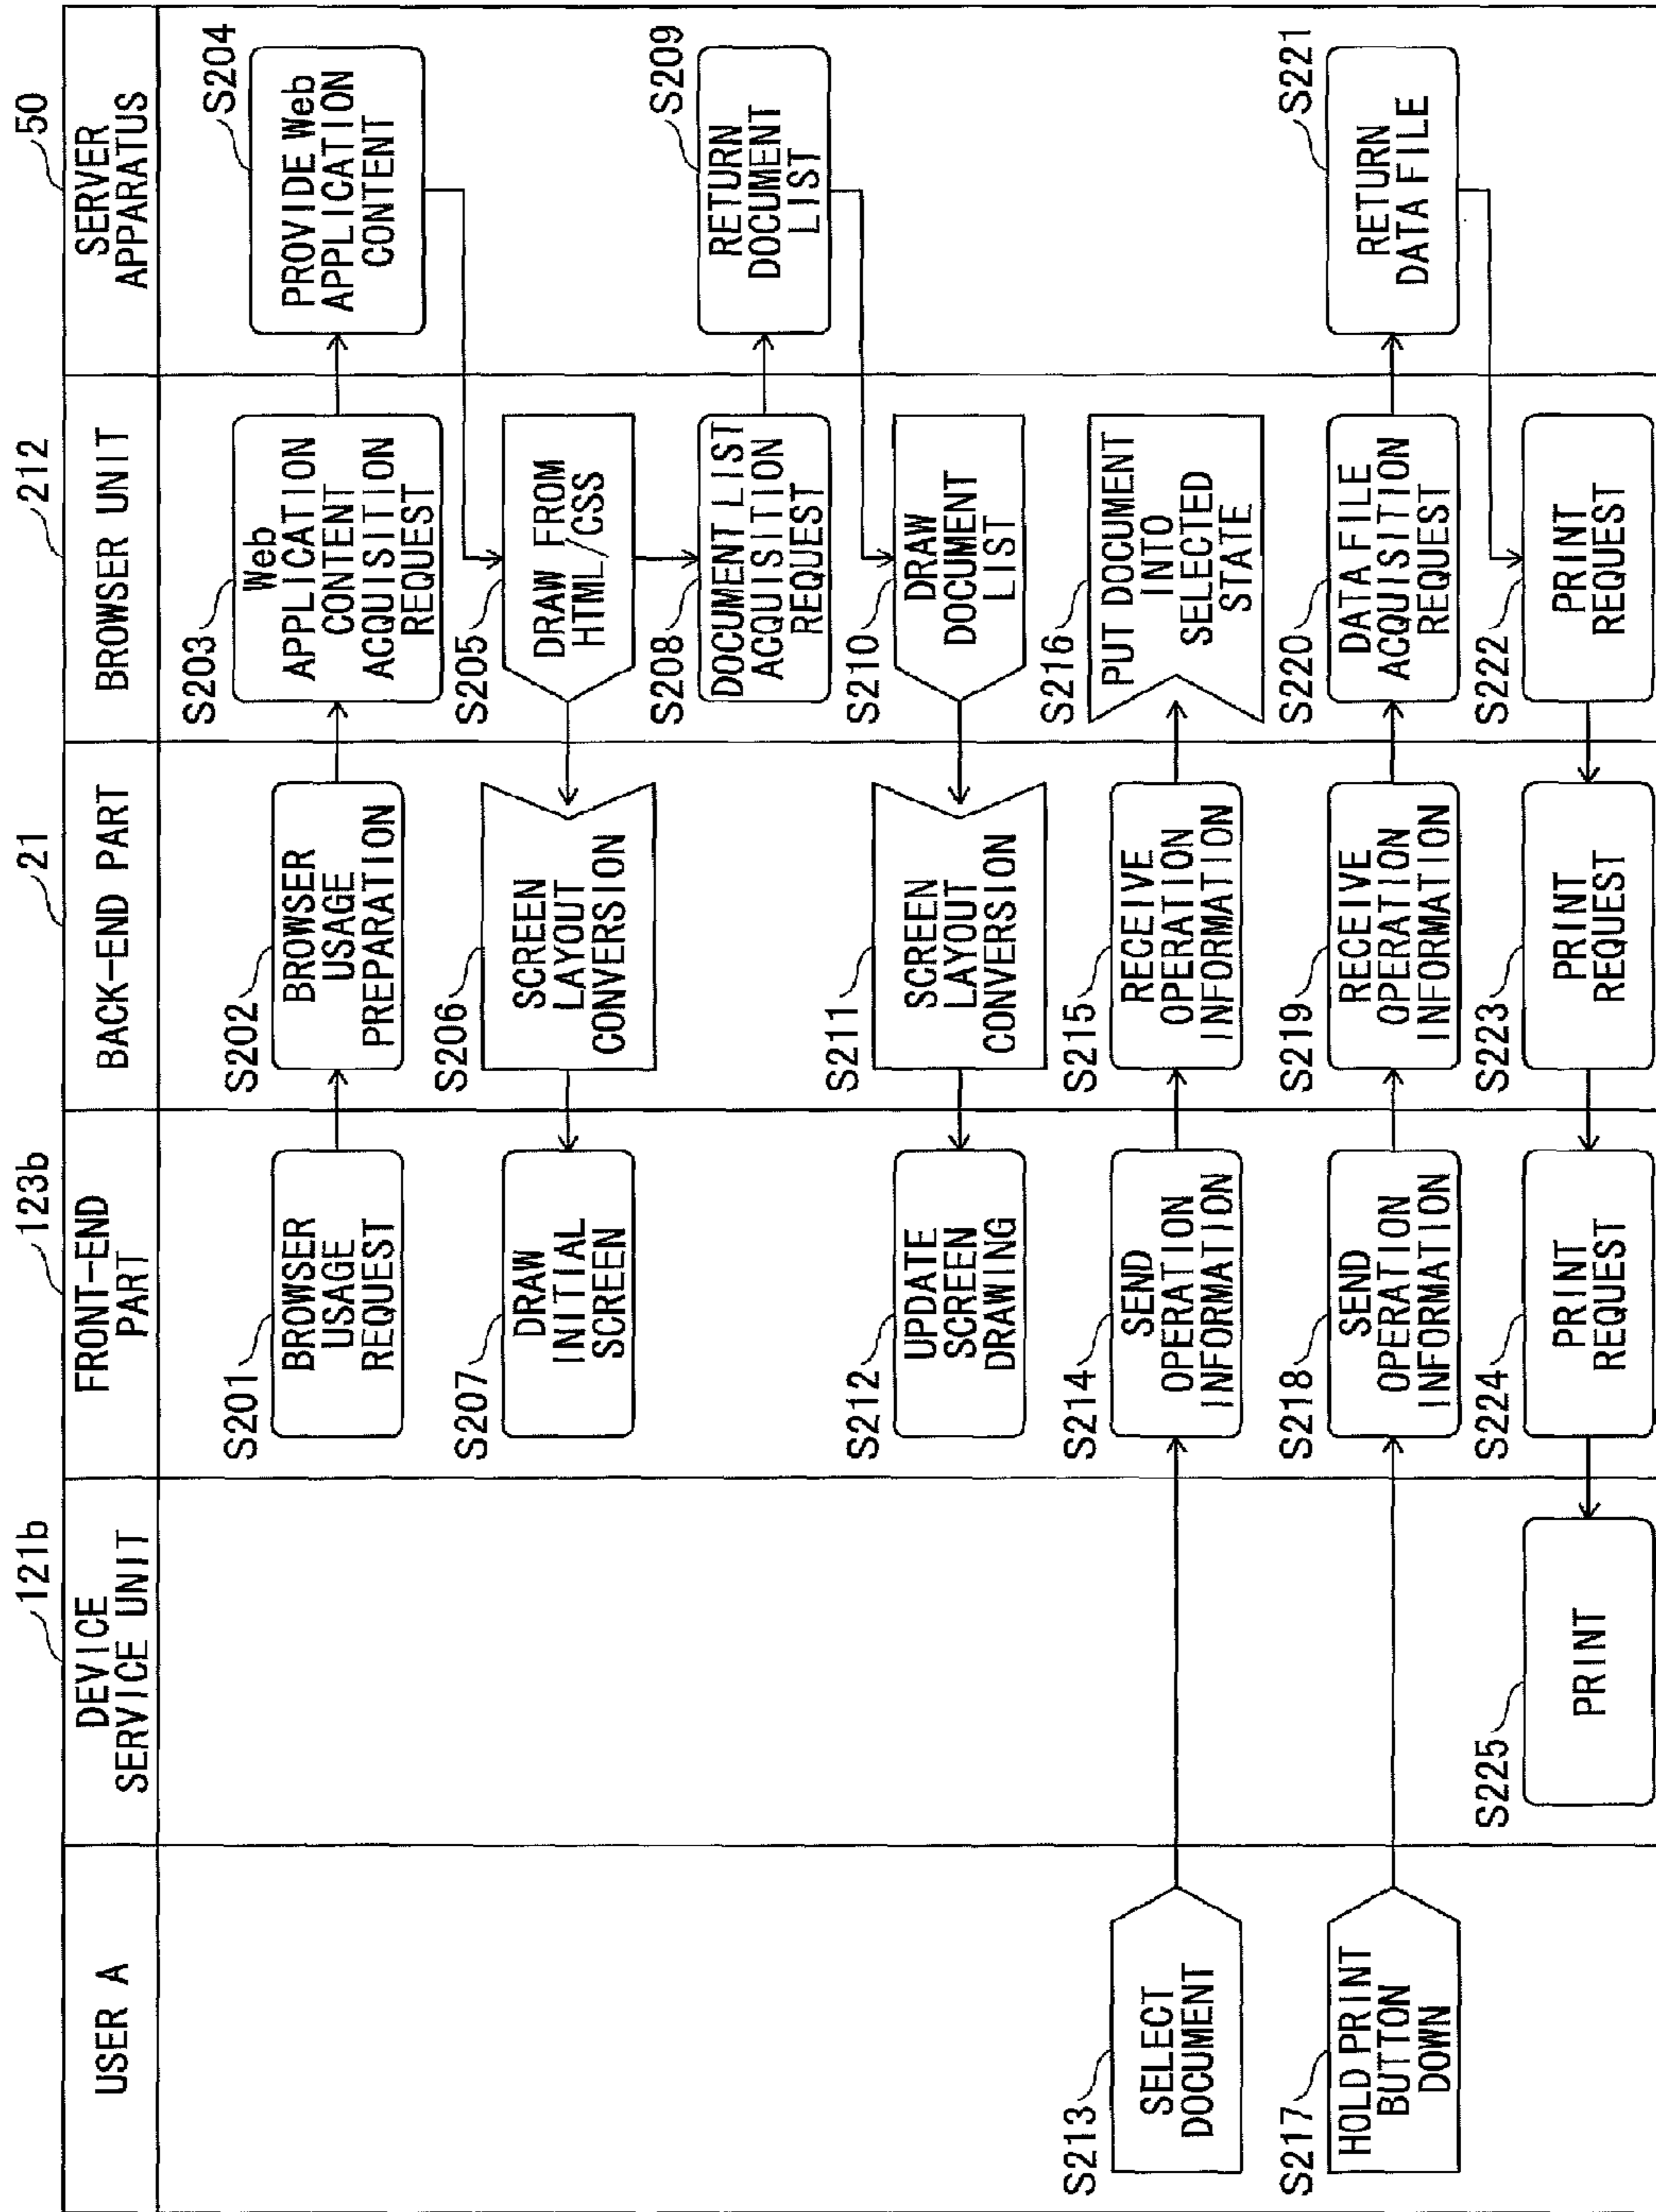 USER A
121b
DEVICE
SERVICE UNIT
123b
FRONT-END
PART
21
BACK-END PART
212
BROWSER UNIT
50
SERVER
APPARATUS
S201
BROWSER
USAGE
REQUEST
S202
BROWSER
USAGE
PREPARATION
S203
Web
APPLICATION
CONTENT
ACQUISITION
REQUEST
S204
PROVIDE Web
APPLICATION
CONTENT
S205
DRAW FROM
HTML/CSS
S206
SCREEN
LAYOUT
CONVERSION
S207
DRAW
INITIAL
SCREEN
S208
DOCUMENT LIST
ACQUISITION
REQUEST
S209
RETURN
DOCUMENT
LIST
S210
DRAW
DOCUMENT
LIST
S211
SCREEN
LAYOUT
CONVERSION
S212
UPDATE
SCREEN
DRAWING
S213
SELECT
DOCUMENT
S214
SEND
OPERATION
INFORMATION
S215
RECEIVE
OPERATION
INFORMATION
S216
PUT DOCUMENT
INTO
SELECTED
STATE
S217
HOLD PRINT
BUTTON
DOWN
S218
SEND
OPERATION
INFORMATION
S219
RECEIVE
OPERATION
INFORMATION
S220
DATA FILE
ACQUISITION
REQUEST
S221
RETURN
DATA FILE
S222
PRINT
REQUEST
S223
PRINT
REQUEST
S224
PRINT
REQUEST
S225
PRINT